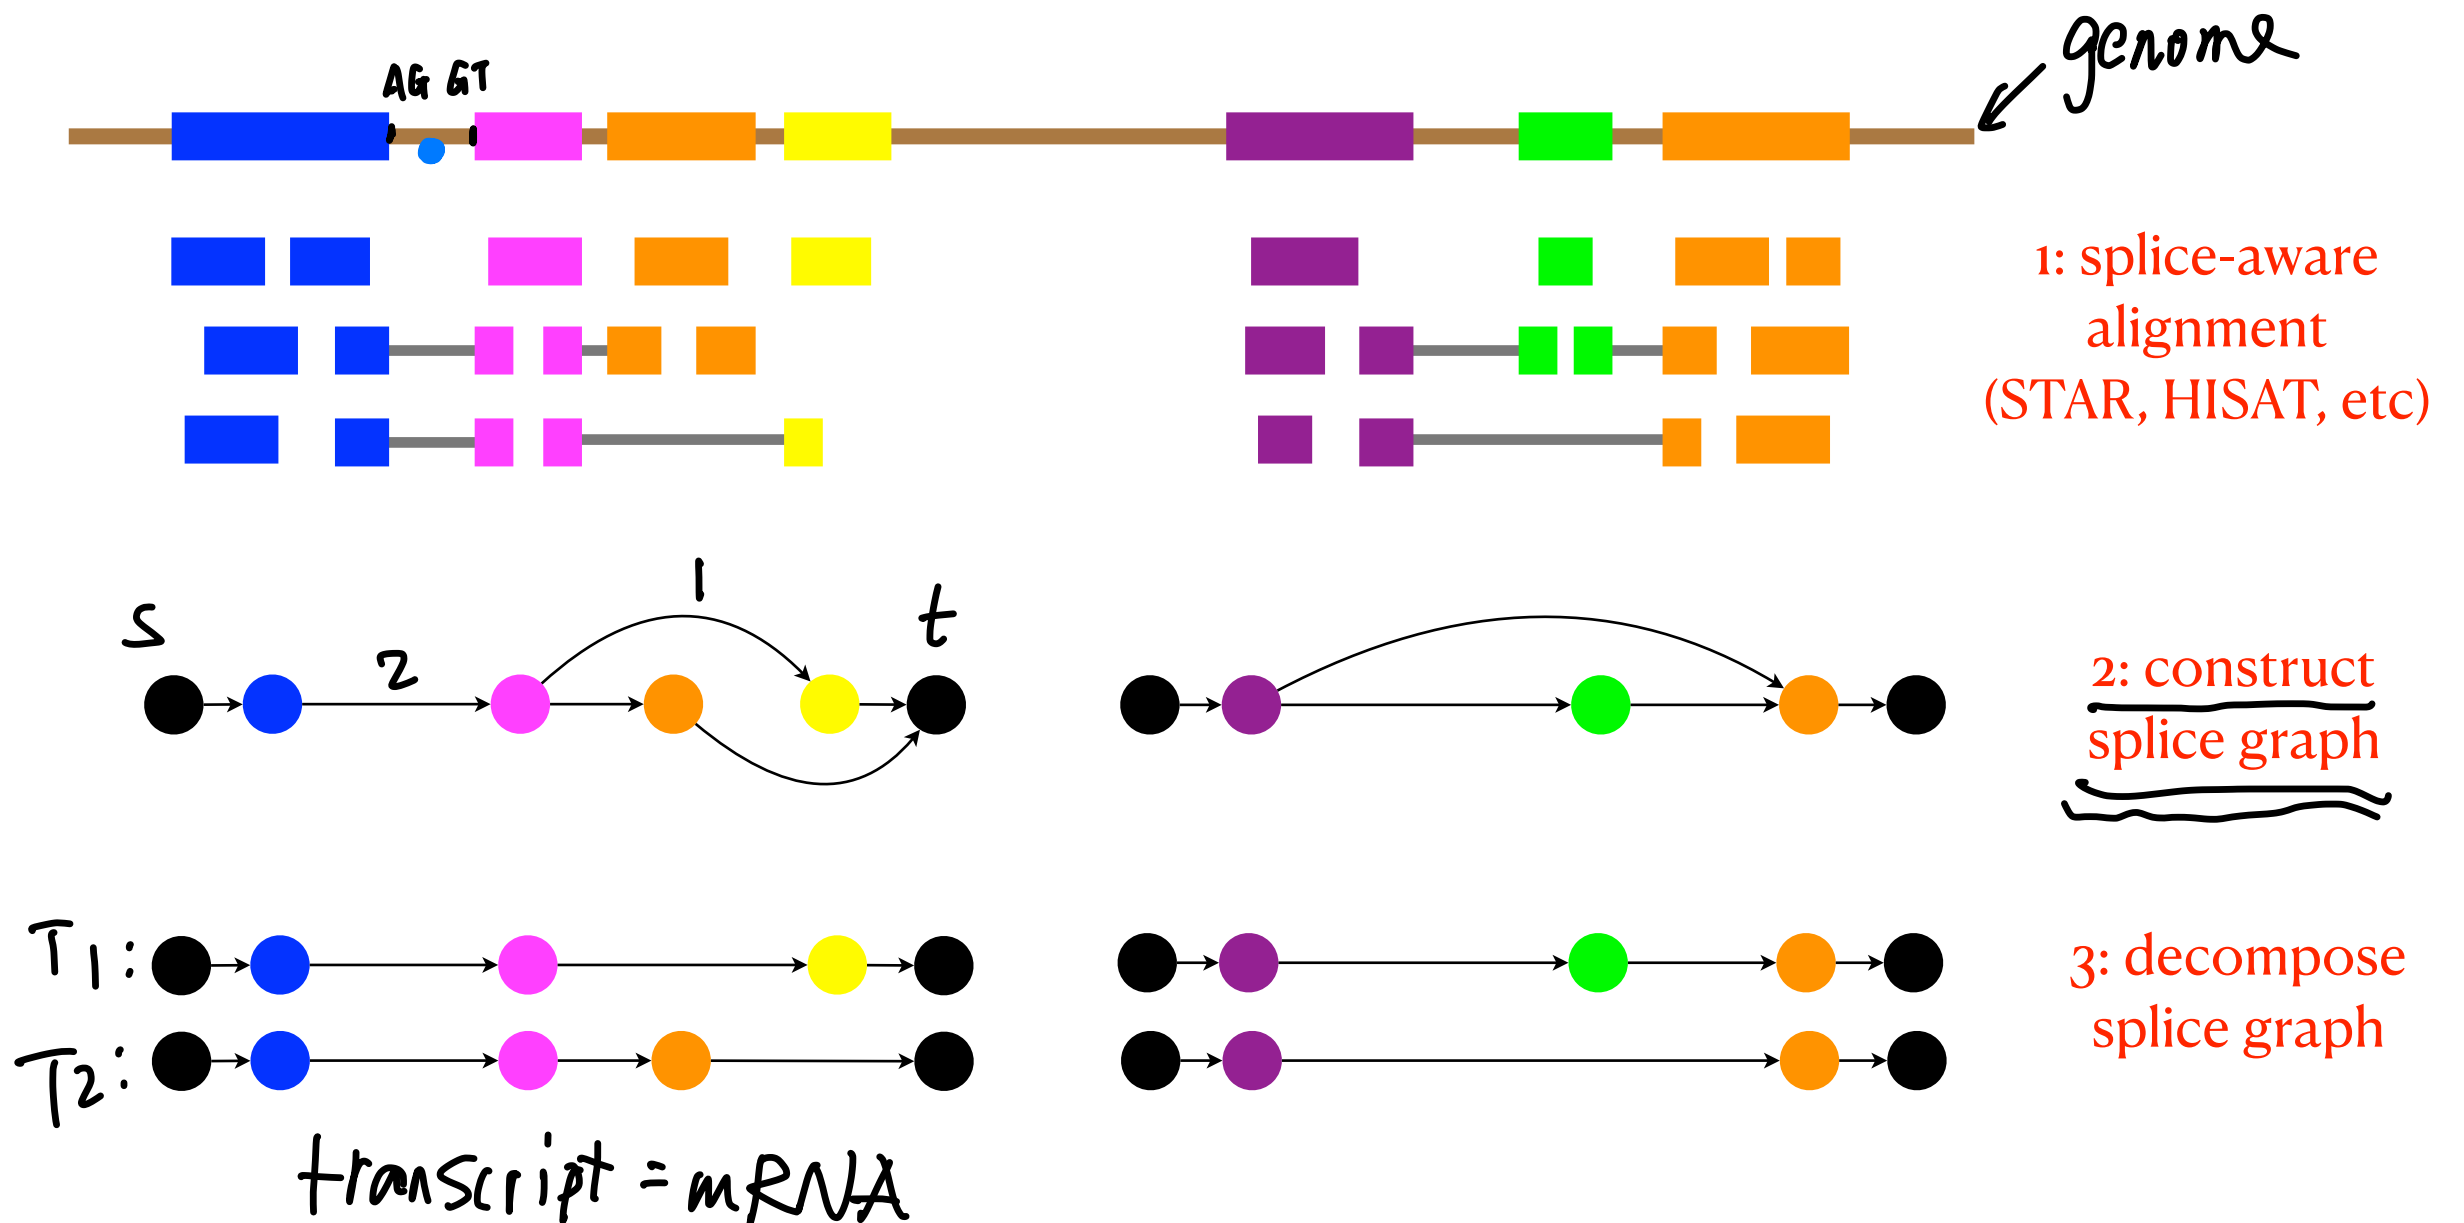 genome
AG GT
1: splice-aware
alignment
(STAR, HISAT, etc)
1
s
2
t
2: construct
splice graph
T1:
T2:
3: decompose
splice graph
transcript = mRNA